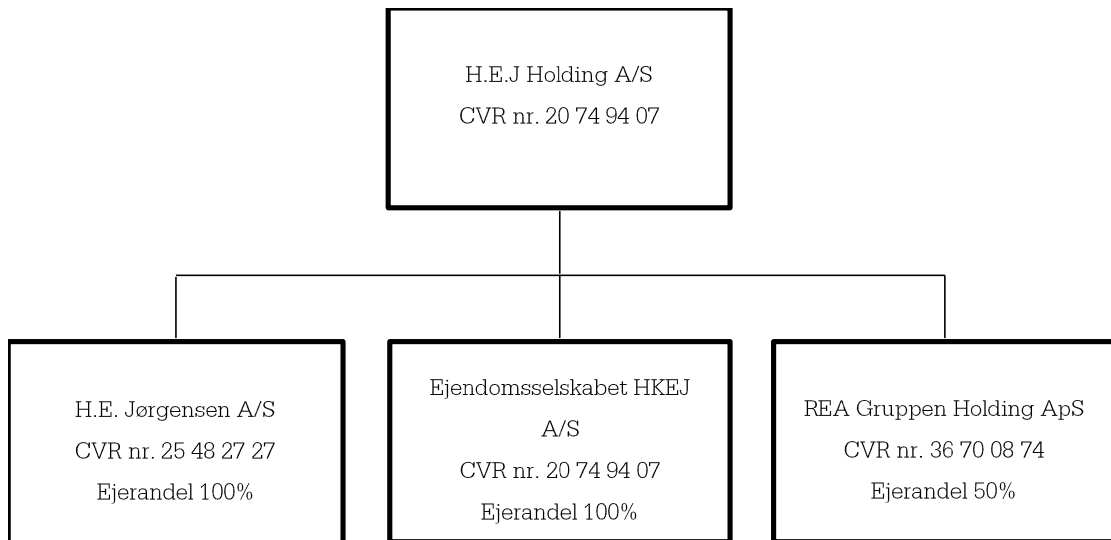 H.E.J Holding A/S
CVR nr. 20 74 94 07
H.E. Jørgensen A/S
CVR nr. 25 48 27 27
Ejerandel 100%
Ejendomsselskabet HKEJ
A/S
CVR nr. 20 74 94 07
Ejerandel 100%
REA Gruppen Holding ApS
CVR nr. 36 70 08 74
Ejerandel 50%